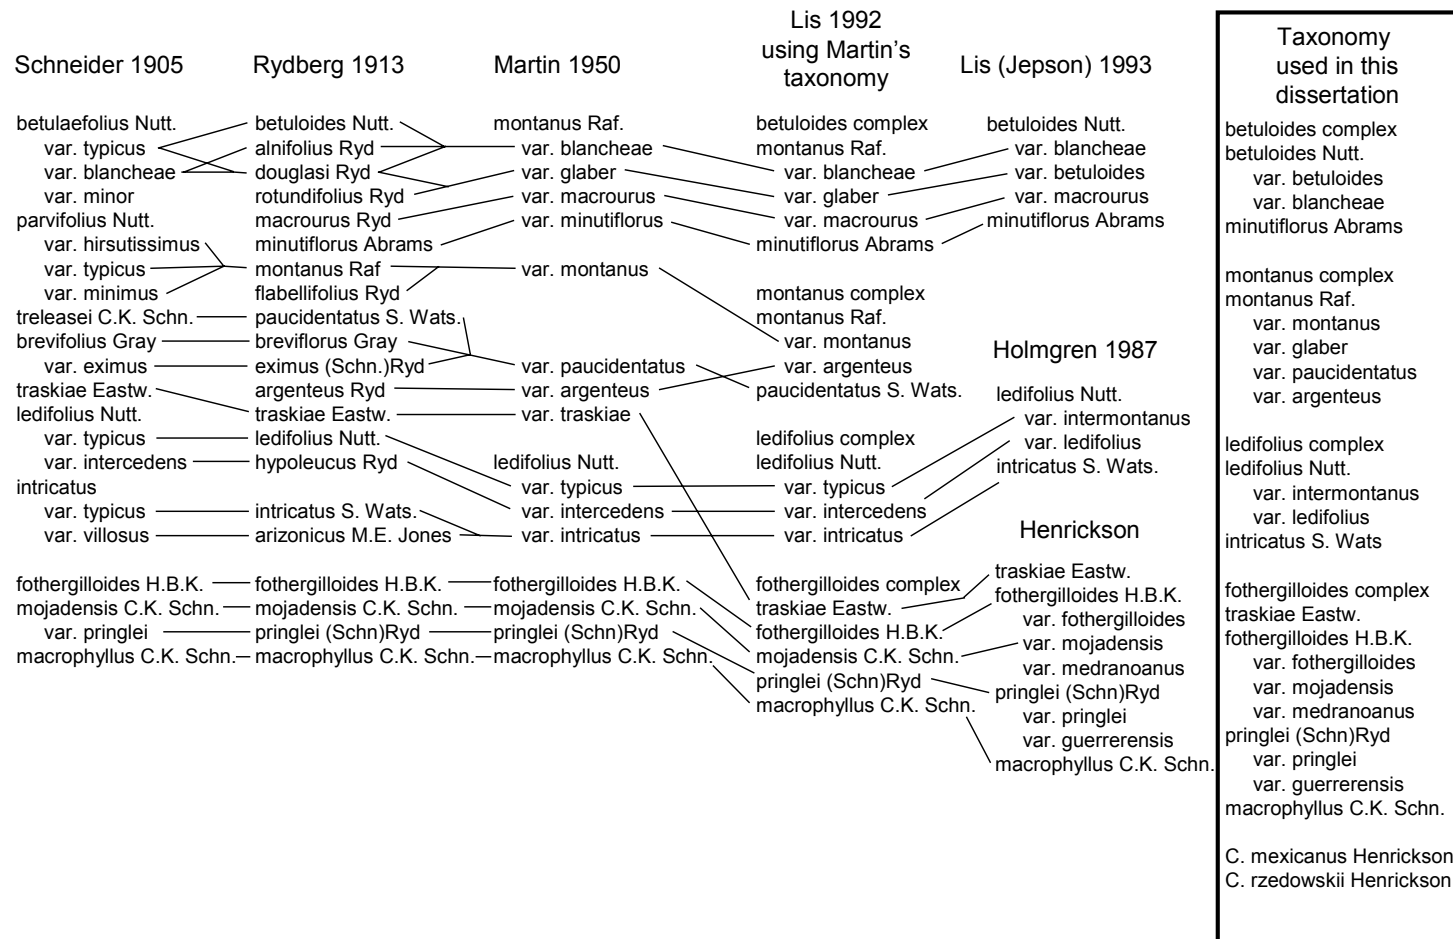 Schneider 1905
betulaefolius Nutt.
var. typicus
var. blancheae
var. minor
parvifolius Nutt.
var. hirsutissimus
var. typicus
var. minimus
treleasei C.K. Schn.
brevifolius Gray
var. eximus
traskiae Eastw.
ledifolius Nutt.
var. typicus
var. intercedens
intricatus
var. typicus
var. villosus
fothergilloides H.B.K.
mojadensis C.K. Schn.
var. pringlei
macrophyllus C.K. Schn.
Rydberg 1913
betuloides Nutt.
alnifolius Ryd
douglasi Ryd
rotundifolius Ryd
macrourus Ryd
minutiflorus Abrams
montanus Raf
flabellifolius Ryd
paucidentatus S. Wats.
breviflorus Gray
eximus (Schn.)Ryd
argenteus Ryd
traskiae Eastw.
ledifolius Nutt.
hypoleucus Ryd
intricatus S. Wats.
arizonicus M.E. Jones
fothergilloides H.B.K.
mojadensis C.K. Schn.
pringlei (Schn)Ryd
macrophyllus C.K. Schn.
Martin 1950
montanus Raf.
var. blancheae
var. glaber
var. macrourus
var. minutiflorus
var. montanus
var. paucidentatus
var. argenteus
var. traskiae
ledifolius Nutt.
var. typicus
var. intercedens
var. intricatus
fothergilloides H.B.K.
mojadensis C.K. Schn.
pringlei (Schn)Ryd
macrophyllus C.K. Schn.
Lis 1992
using Martin's
taxonomy
betuloides complex
montanus Raf.
var. blancheae
var. glaber
var. macrourus
minutiflorus Abrams
montanus complex
montanus Raf.
var. montanus
var. argenteus
paucidentatus S. Wats.
ledifolius complex
ledifolius Nutt.
var. typicus
var. intercedens
var. intricatus
fothergilloides complex
traskiae Eastw.
fothergilloides H.B.K.
mojadensis C.K. Schn.
pringlei (Schn)Ryd
macrophyllus C.K. Schn.
Lis (Jepson) 1993
betuloides Nutt.
var. blancheae
var. betuloides
var. macrourus
minutiflorus Abrams
Holmgren 1987
ledifolius Nutt.
var. intermontanus
var. ledifolius
intricatus S. Wats.
Henrickson
traskiae Eastw.
fothergilloides H.B.K.
var. fothergilloides
var. mojadensis
var. medranoanus
pringlei (Schn)Ryd
var. pringlei
var. guerrerensis
macrophyllus C.K. Schn.
Taxonomy
used in this
dissertation
betuloides complex
betuloides Nutt.
var. betuloides
var. blancheae
minutiflorus Abrams
montanus complex
montanus Raf.
var. montanus
var. glaber
var. paucidentatus
var. argenteus
ledifolius complex
ledifolius Nutt.
var. intermontanus
var. ledifolius
intricatus S. Wats
fothergilloides complex
traskiae Eastw.
fothergilloides H.B.K.
var. fothergilloides
var. mojadensis
var. medranoanus
pringlei (Schn)Ryd
var. pringlei
var. guerrerensis
macrophyllus C.K. Schn.
C. mexicanus Henrickson
C. rzedowskii Henrickson